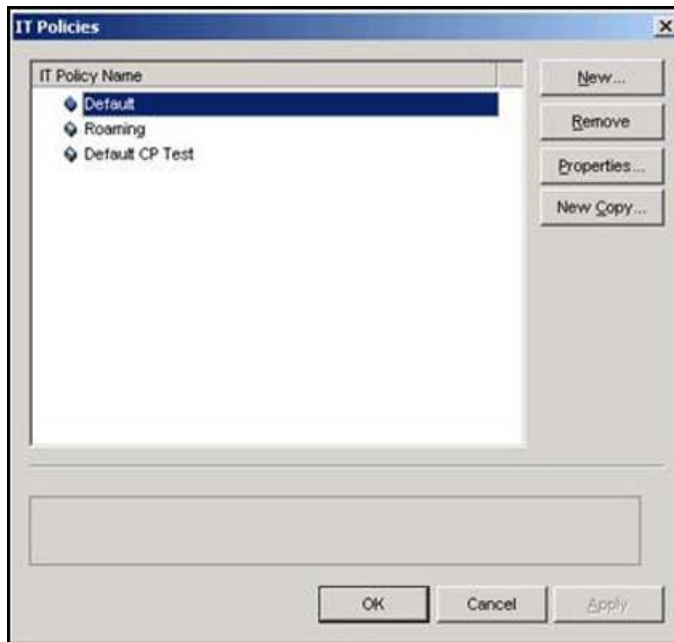 IT Policies
IT Policy Name
Default
Roaming
Default CP Test
New...
Remove
Properties...
New Copy...
OK
Cancel
Apply